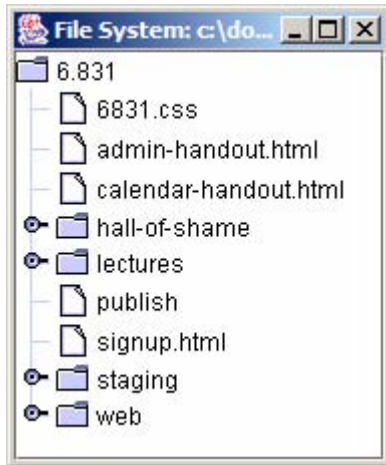 File System: c:\do...
6.831
6831.css
admin-handout.html
calendar-handout.html
hall-of-shame
lectures
publish
signup.html
staging
web